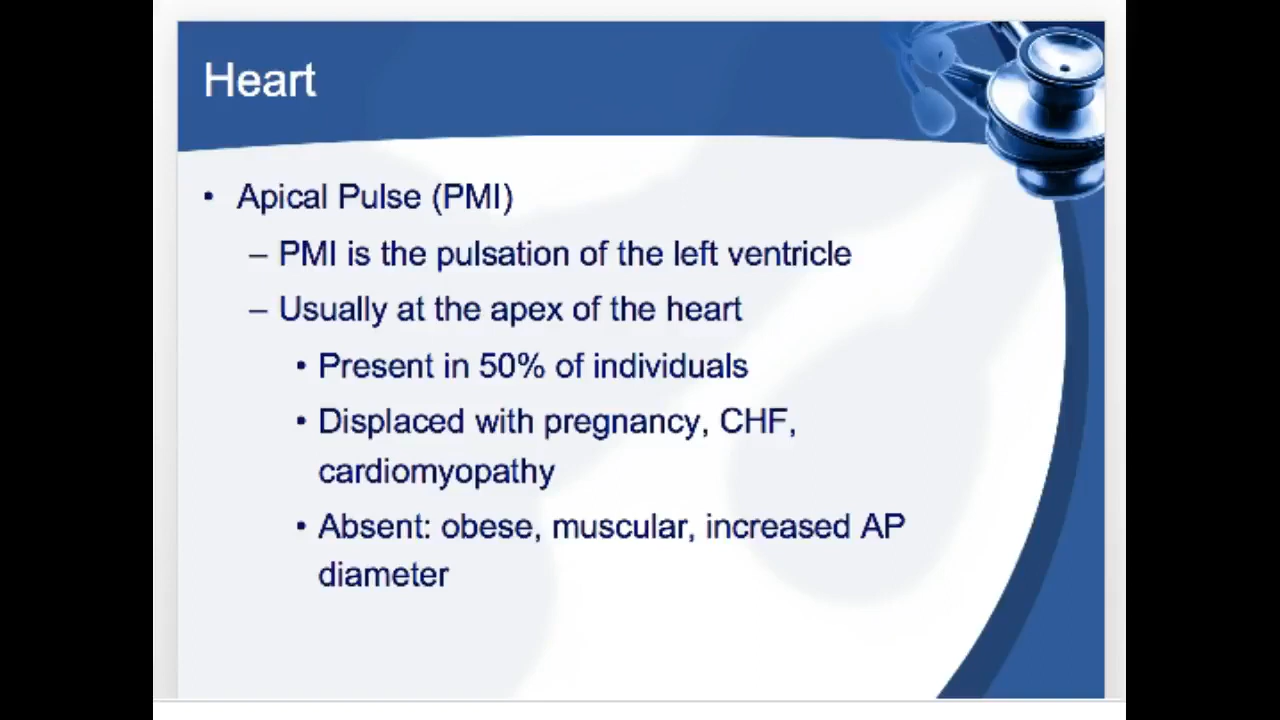 Heart
• Apical Pulse (PMI)
– PMI is the pulsation of the left ventricle
– Usually at the apex of the heart
• Present in 50% of individuals
• Displaced with pregnancy, CHF,
cardiomyopathy
• Absent: obese, muscular, increased AP
diameter